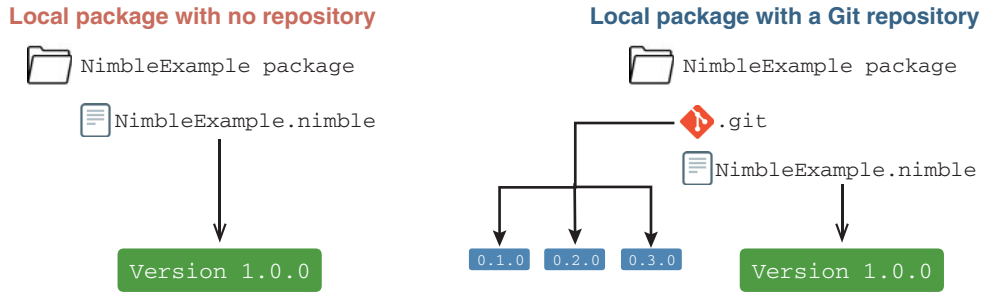 Local package with no repository
NimbleExample package
NimbleExample.nimble
Version 1.0.0
Local package with a Git repository
NimbleExample package
.git
NimbleExample.nimble
0.1.0 0.2.0 0.3.0
Version 1.0.0